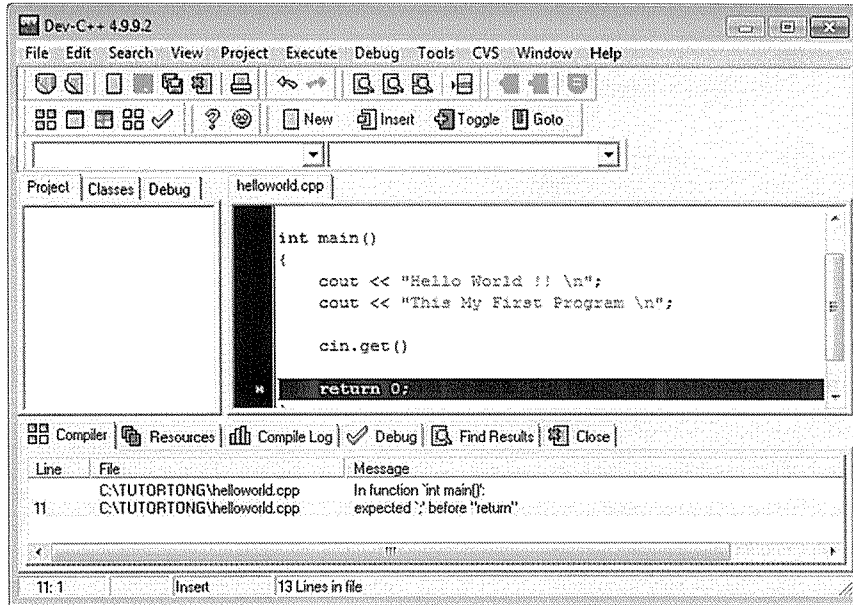 Dev-C++ 4.9.9.2
File Edit Search View Project Execute Debug Tools CVS Window Help
New Insert Toggle Goto
Project Classes Debug helloworld.cpp
int main()
{
cout << "Hello World !! \n";
cout << "This My First Program \n";
cin.get()
return 0;
Compiler Resources Compile Log Debug Find Results Close
Line File Message
C:\TUTORTONG\helloworld.cpp In function `int main()':
11 C:\TUTORTONG\helloworld.cpp expected `;' before "return"
11: 1 Insert 13 Lines in file